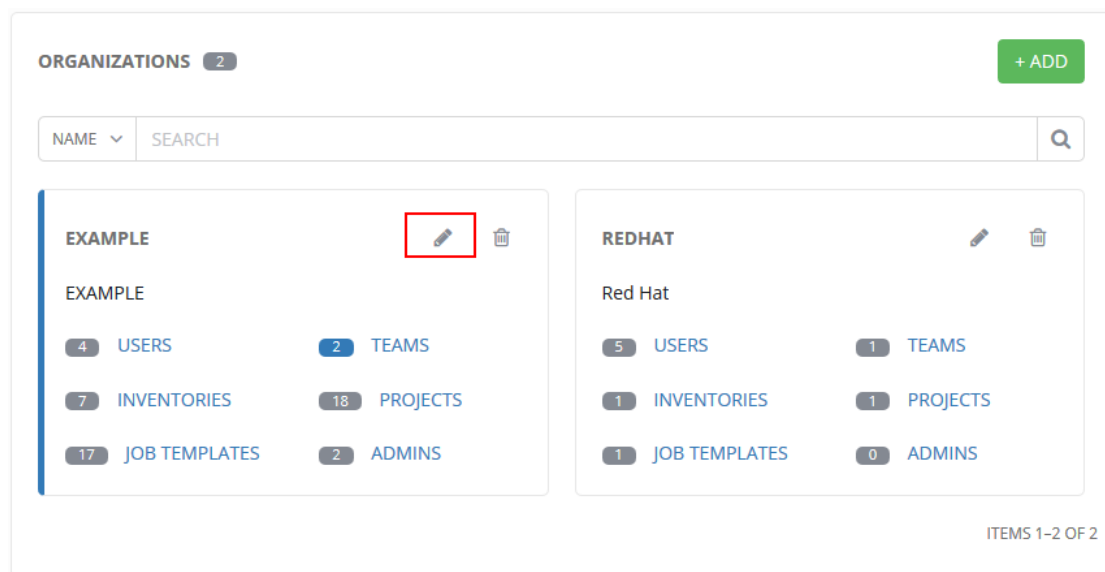 ORGANIZATIONS 2
+ ADD
NAME SEARCH
EXAMPLE
EXAMPLE
4 USERS 2 TEAMS
7 INVENTORIES 18 PROJECTS
17 JOB TEMPLATES 2 ADMINS
REDHAT
Red Hat
5 USERS 1 TEAMS
1 INVENTORIES 1 PROJECTS
1 JOB TEMPLATES 0 ADMINS
ITEMS 1–2 OF 2